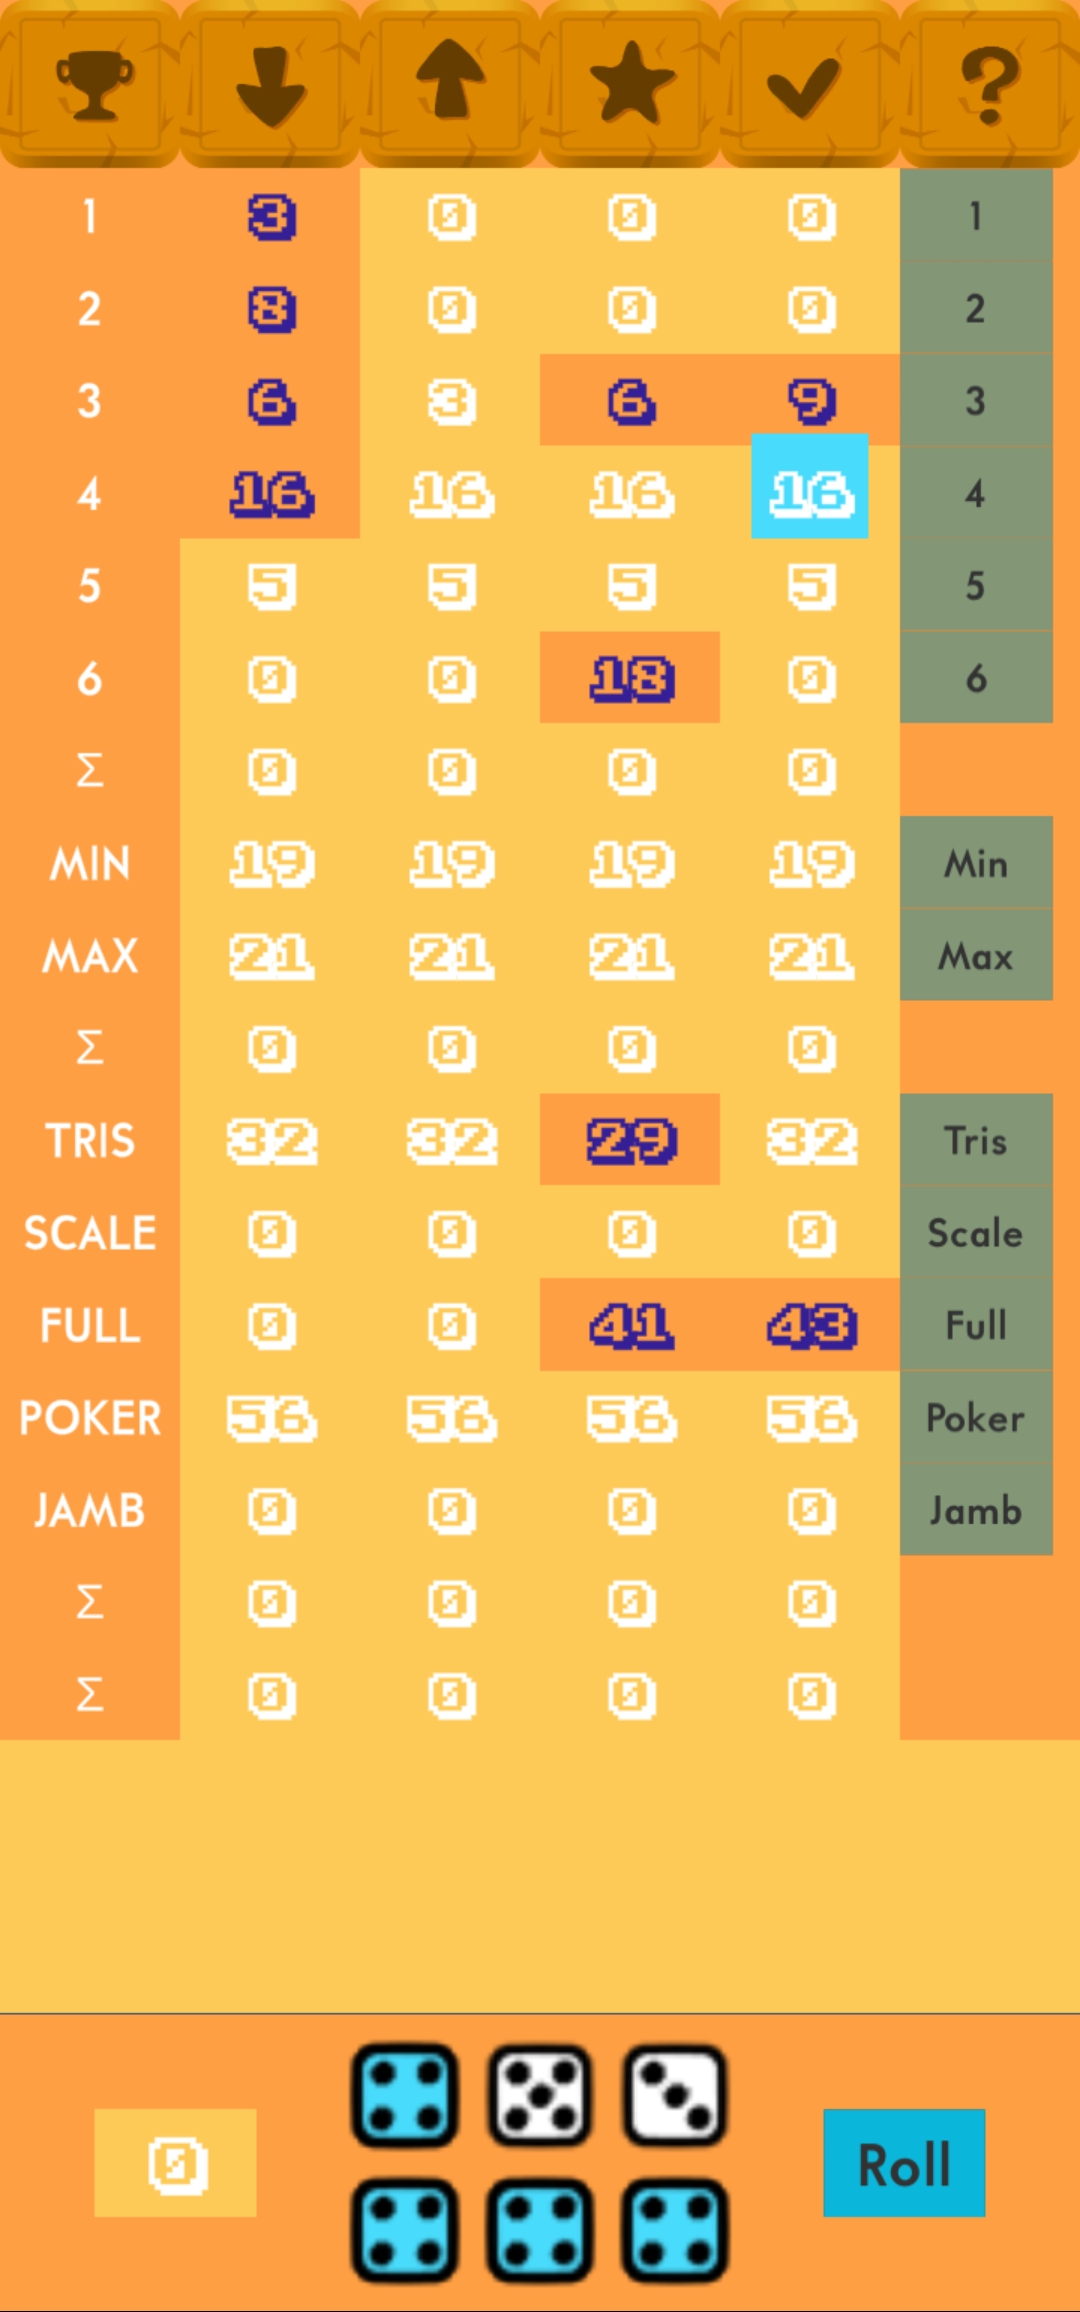 ?
1 3 0 0 0 1
2 8 0 0 0 2
3 6 3 6 9 3
4 16 16 16 16 4
5 5 5 5 5 5
6 0 0 18 0 6
Σ 0 0 0 0
MIN 19 19 19 19 Min
MAX 21 21 21 21 Max
Σ 0 0 0 0
TRIS 32 32 29 32 Tris
SCALE 0 0 0 0 Scale
FULL 0 0 41 43 Full
POKER 56 56 56 56 Poker
JAMB 0 0 0 0 Jamb
Σ 0 0 0 0
Σ 0 0 0 0
0 Roll